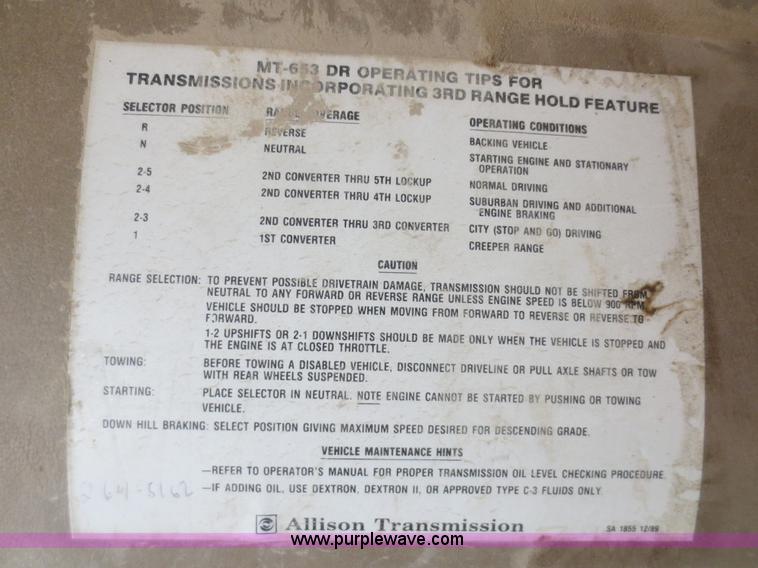 MT-653 DR OPERATING TIPS FOR
TRANSMISSIONS INCORPORATING 3RD RANGE HOLD FEATURE
SELECTOR POSITION RANGE COVERAGE OPERATING CONDITIONS
R REVERSE BACKING VEHICLE
N NEUTRAL STARTING ENGINE AND STATIONARY
OPERATION
2-5 2ND CONVERTER THRU 5TH LOCKUP NORMAL DRIVING
2-4 2ND CONVERTER THRU 4TH LOCKUP SUBURBAN DRIVING AND ADDITIONAL
ENGINE BRAKING
2-3 2ND CONVERTER THRU 3RD CONVERTER CITY (STOP AND GO) DRIVING
1 1ST CONVERTER CREEPER RANGE
CAUTION
RANGE SELECTION: TO PREVENT POSSIBLE DRIVETRAIN DAMAGE, TRANSMISSION SHOULD NOT BE SHIFTED FROM
NEUTRAL TO ANY FORWARD OR REVERSE RANGE UNLESS ENGINE SPEED IS BELOW 900 RPM
VEHICLE SHOULD BE STOPPED WHEN MOVING FROM FORWARD TO REVERSE OR REVERSE TO
FORWARD.
1-2 UPSHIFTS OR 2-1 DOWNSHIFTS SHOULD BE MADE ONLY WHEN THE VEHICLE IS STOPPED AND
THE ENGINE IS AT CLOSED THROTTLE.
TOWING: BEFORE TOWING A DISABLED VEHICLE, DISCONNECT DRIVELINE OR PULL AXLE SHAFTS OR TOW
WITH REAR WHEELS SUSPENDED.
STARTING: PLACE SELECTOR IN NEUTRAL. NOTE ENGINE CANNOT BE STARTED BY PUSHING OR TOWING
VEHICLE.
DOWN HILL BRAKING: SELECT POSITION GIVING MAXIMUM SPEED DESIRED FOR DESCENDING GRADE.
VEHICLE MAINTENANCE HINTS
—REFER TO OPERATOR'S MANUAL FOR PROPER TRANSMISSION OIL LEVEL CHECKING PROCEDURE
—IF ADDING OIL, USE DEXTRON, DEXTRON II, OR APPROVED TYPE C-3 FLUIDS ONLY.
Allison Transmission SA 1855 12/89
www.purplewave.com